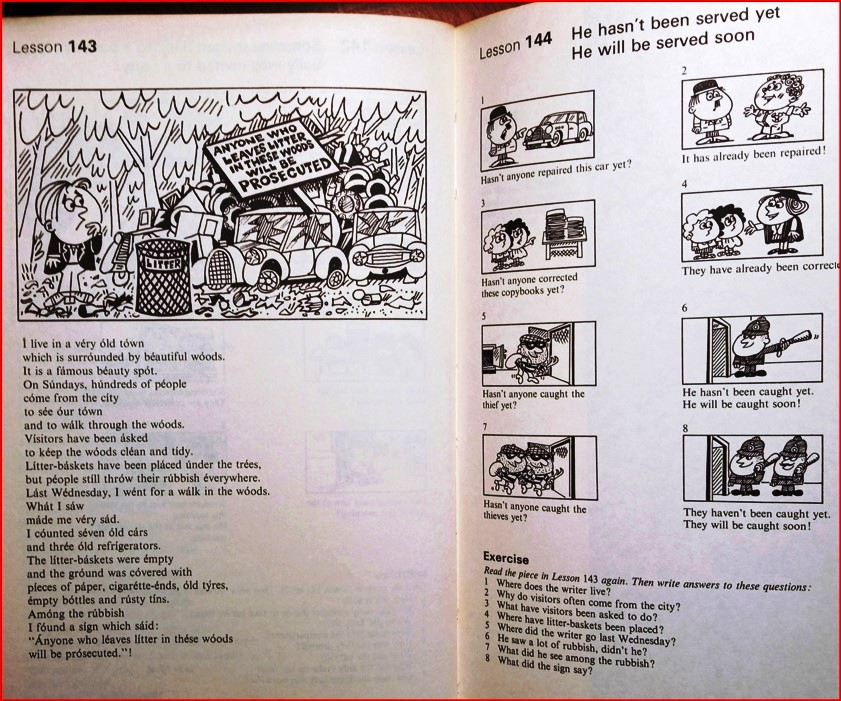 Lesson 143
ANYONE WHO
LEAVES LITTER
IN THESE WOODS
WILL BE
PROSECUTED
LITTER
I live in a véry óld tówn
which is surróunded by béautiful wóods.
It is a fámous béauty spót.
On Súndays, húndreds of péople
cóme from the cíty
to sée óur tówn
and to wálk through the wóods.
Vísitors have been ásked
to kéep the wóods cléan and tídy.
Lítter-báskets have been pláced únder the trées,
but péople still thrów their rúbbish éverywhere.
Lást Wédnesday, I wént for a wálk in the wóods.
Whát I sáw
máde me véry sád.
I cóunted séven óld cárs
and thrée óld refrígerators.
The lítter-báskets were émpty
and the gróund was cóvered with
pieces of páper, cigarétte-énds, óld týres,
émpty bóttles and rústy tíns.
Amóng the rúbbish
I fóund a sígn which sáid:
“Ányone who léaves lítter in thése wóods
will be prósecuted.”!
Lesson 144
He hasn't been served yet
He will be served soon
1
Hasn't anyone repaired this car yet?
2
It has already been repaired!
3
Hasn't anyone corrected
these copybooks yet?
4
They have already been correcte
5
Hasn't anyone caught the
thief yet?
6
He hasn't been caught yet.
He will be caught soon!
7
Hasn't anyone caught the
thieves yet?
8
They haven't been caught yet.
They will be caught soon!
Exercise
Read the piece in Lesson 143 again. Then write answers to these questions:
1 Where does the writer live?
2 Why do visitors often come from the city?
3 What have visitors been asked to do?
4 Where have litter-baskets been placed?
5 Where did the writer go last Wednesday?
6 He saw a lot of rubbish, didn't he?
7 What did he see among the rubbish?
8 What did the sign say?